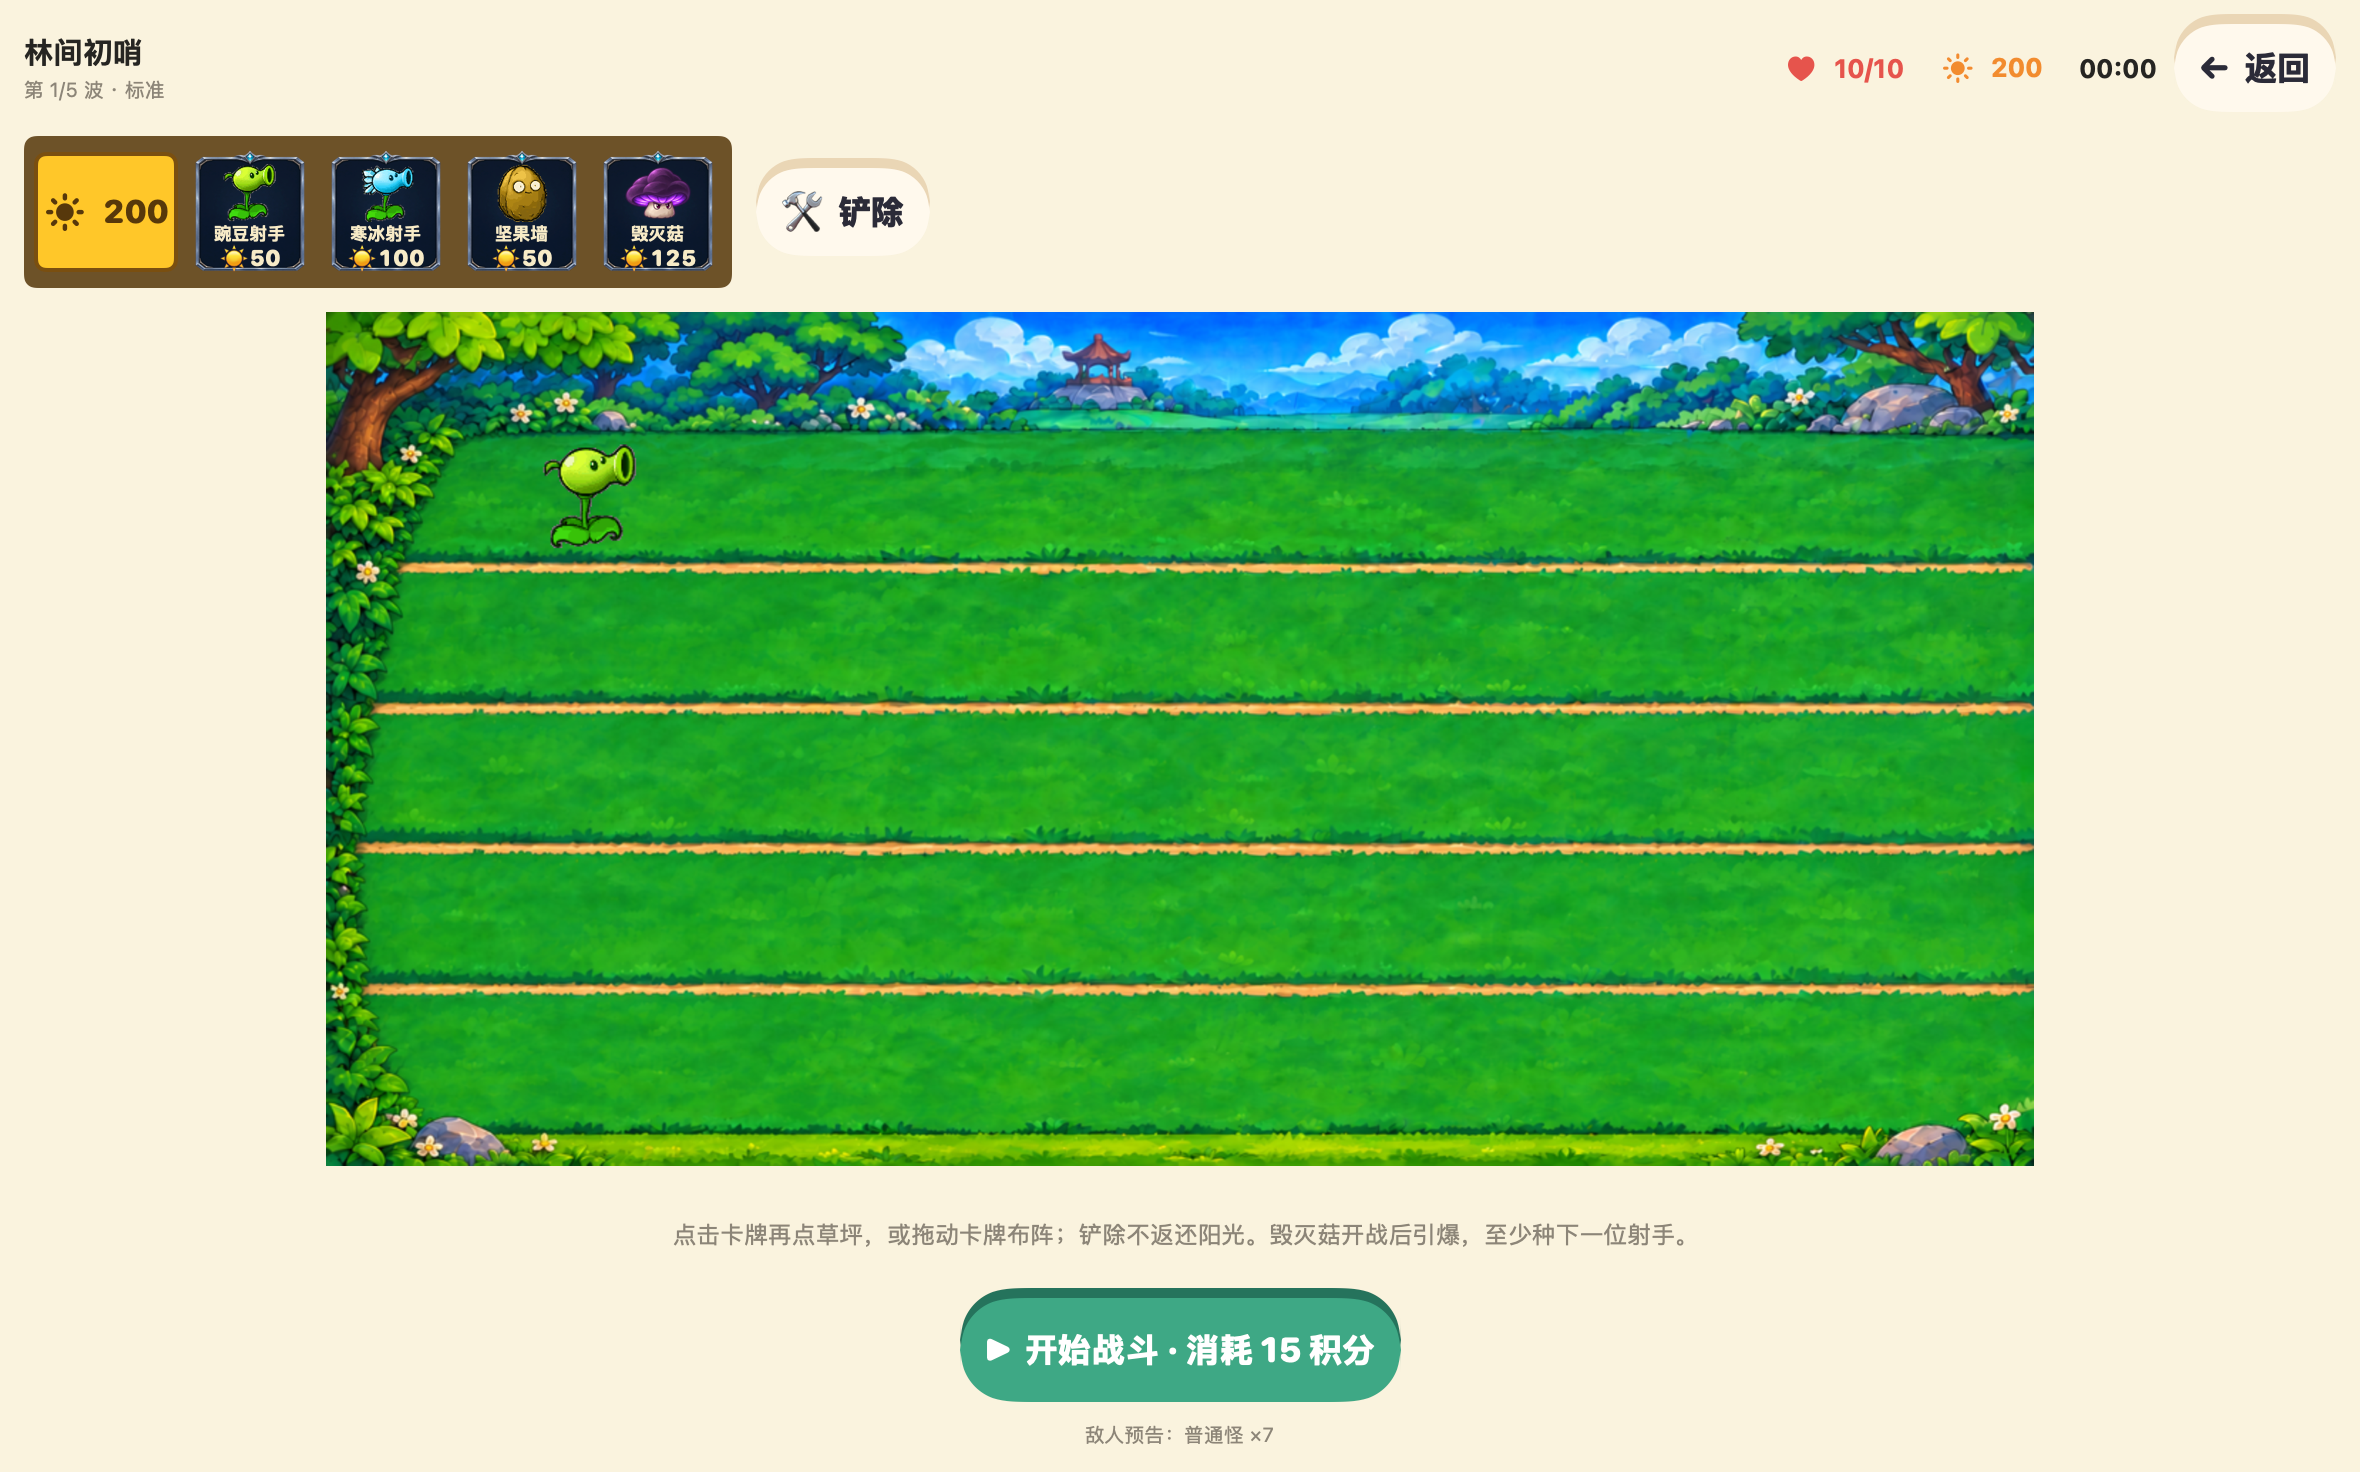 林间初哨
第 1/5 波 · 标准
10/10
200
00:00
返回
200
豌豆射手
50
寒冰射手
100
坚果墙
50
毁灭菇
125
铲除
点击卡牌再点草坪，或拖动卡牌布阵；铲除不返还阳光。毁灭菇开战后引爆，至少种下一位射手。
开始战斗 · 消耗 15 积分
敌人预告：普通怪 ×7